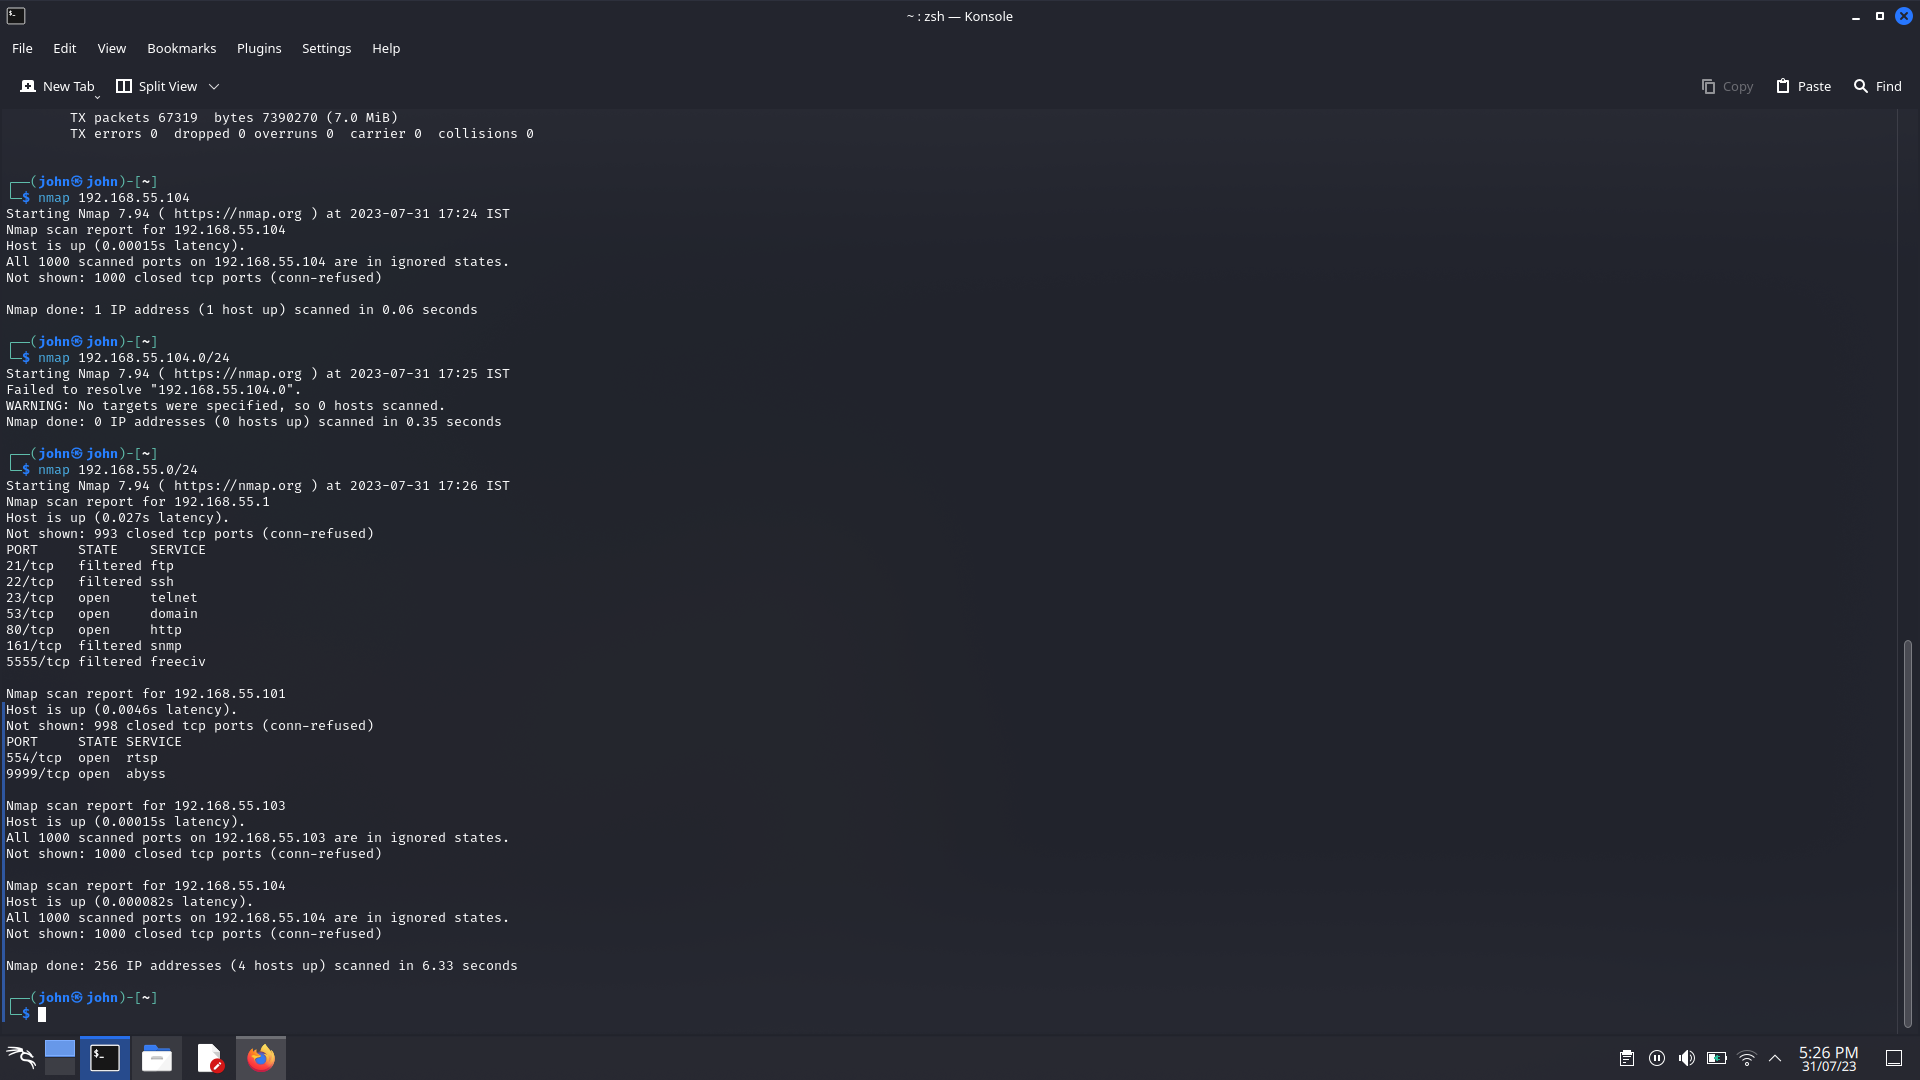 ~ : zsh — Konsole
File Edit View Bookmarks Plugins Settings Help
New Tab Split View Copy Paste Find
TX packets 67319  bytes 7390270 (7.0 MiB)
TX errors 0  dropped 0 overruns 0  carrier 0  collisions 0
┌──(john㉿john)-[~]
└─$ nmap 192.168.55.104
Starting Nmap 7.94 ( https://nmap.org ) at 2023-07-31 17:24 IST
Nmap scan report for 192.168.55.104
Host is up (0.00015s latency).
All 1000 scanned ports on 192.168.55.104 are in ignored states.
Not shown: 1000 closed tcp ports (conn-refused)
Nmap done: 1 IP address (1 host up) scanned in 0.06 seconds
┌──(john㉿john)-[~]
└─$ nmap 192.168.55.104.0/24
Starting Nmap 7.94 ( https://nmap.org ) at 2023-07-31 17:25 IST
Failed to resolve "192.168.55.104.0".
WARNING: No targets were specified, so 0 hosts scanned.
Nmap done: 0 IP addresses (0 hosts up) scanned in 0.35 seconds
┌──(john㉿john)-[~]
└─$ nmap 192.168.55.0/24
Starting Nmap 7.94 ( https://nmap.org ) at 2023-07-31 17:26 IST
Nmap scan report for 192.168.55.1
Host is up (0.027s latency).
Not shown: 993 closed tcp ports (conn-refused)
PORT     STATE    SERVICE
21/tcp   filtered ftp
22/tcp   filtered ssh
23/tcp   open     telnet
53/tcp   open     domain
80/tcp   open     http
161/tcp  filtered snmp
5555/tcp filtered freeciv
Nmap scan report for 192.168.55.101
Host is up (0.0046s latency).
Not shown: 998 closed tcp ports (conn-refused)
PORT     STATE SERVICE
554/tcp  open  rtsp
9999/tcp open  abyss
Nmap scan report for 192.168.55.103
Host is up (0.00015s latency).
All 1000 scanned ports on 192.168.55.103 are in ignored states.
Not shown: 1000 closed tcp ports (conn-refused)
Nmap scan report for 192.168.55.104
Host is up (0.000082s latency).
All 1000 scanned ports on 192.168.55.104 are in ignored states.
Not shown: 1000 closed tcp ports (conn-refused)
Nmap done: 256 IP addresses (4 hosts up) scanned in 6.33 seconds
┌──(john㉿john)-[~]
└─$
5:26 PM
31/07/23